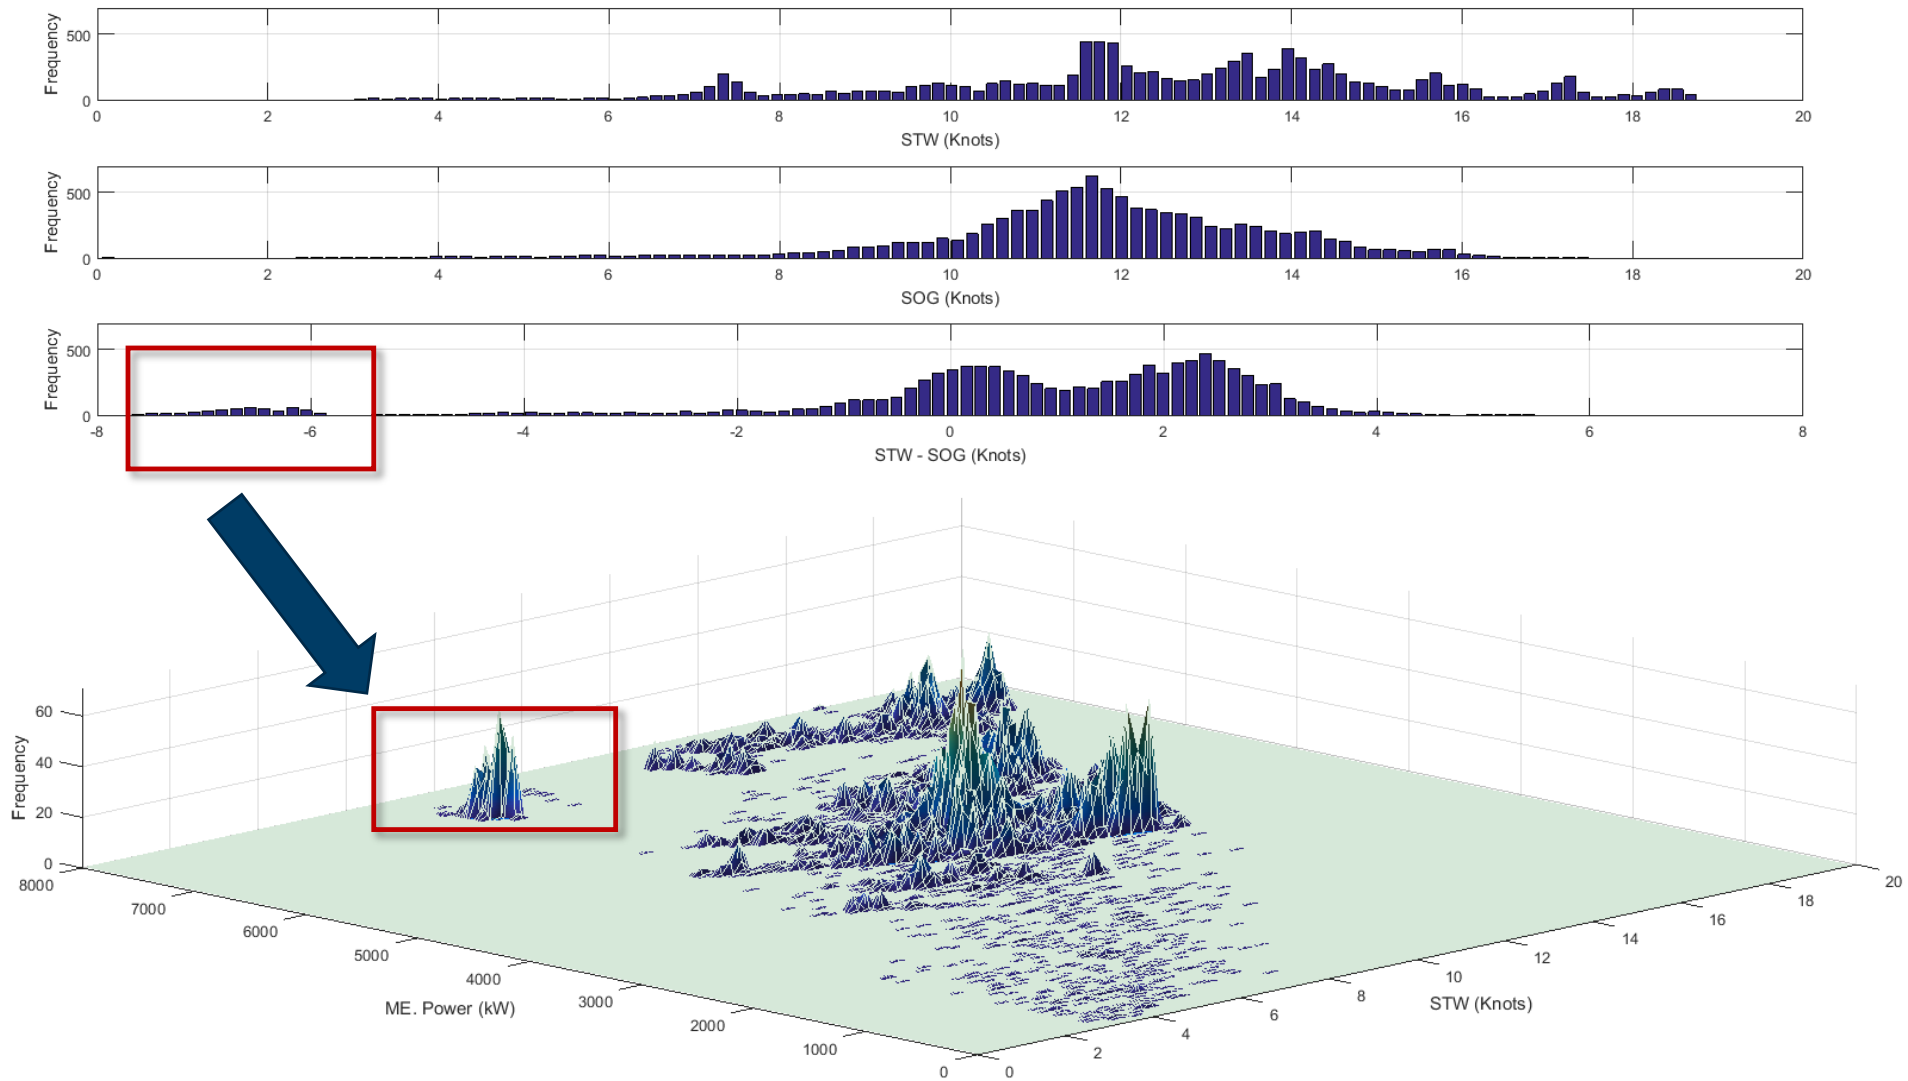 Frequency
500
0
0 2 4 6 8 10 12 14 16 18 20
STW (Knots)
Frequency
500
0
0 2 4 6 8 10 12 14 16 18 20
SOG (Knots)
Frequency
500
0
-8 -6 -4 -2 0 2 4 6 8
STW - SOG (Knots)
Frequency
60
40
20
0
8000
7000
6000
5000
4000
3000
2000
1000
0
ME. Power (kW)
0
2
4
6
8
10
12
14
16
18
20
STW (Knots)